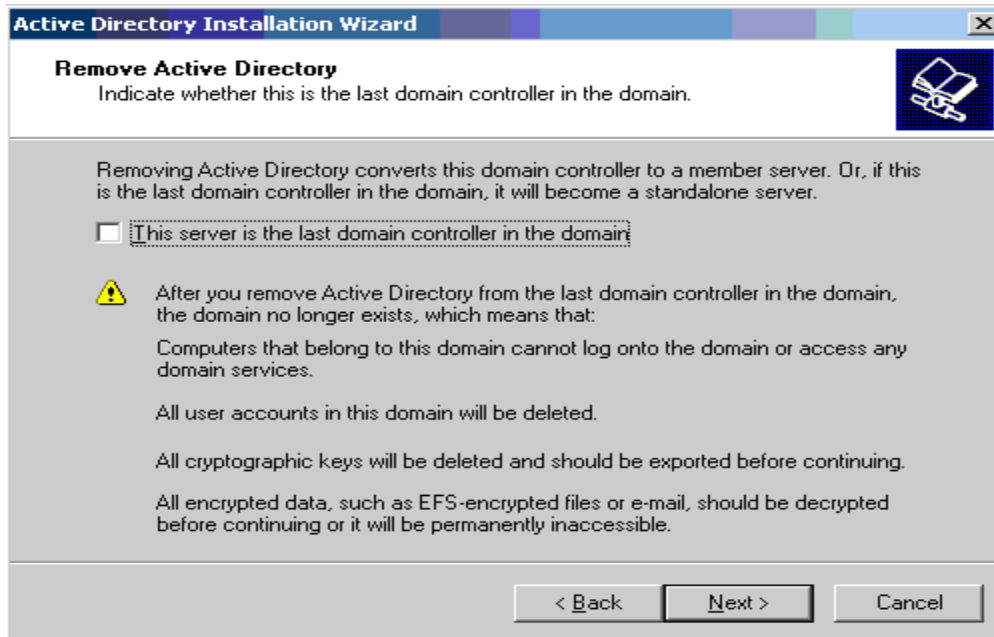 Active Directory Installation Wizard
Remove Active Directory
Indicate whether this is the last domain controller in the domain.
Removing Active Directory converts this domain controller to a member server. Or, if this
is the last domain controller in the domain, it will become a standalone server.
This server is the last domain controller in the domain
After you remove Active Directory from the last domain controller in the domain,
the domain no longer exists, which means that:
Computers that belong to this domain cannot log onto the domain or access any
domain services.
All user accounts in this domain will be deleted.
All cryptographic keys will be deleted and should be exported before continuing.
All encrypted data, such as EFS-encrypted files or e-mail, should be decrypted
before continuing or it will be permanently inaccessible.
< Back Next > Cancel